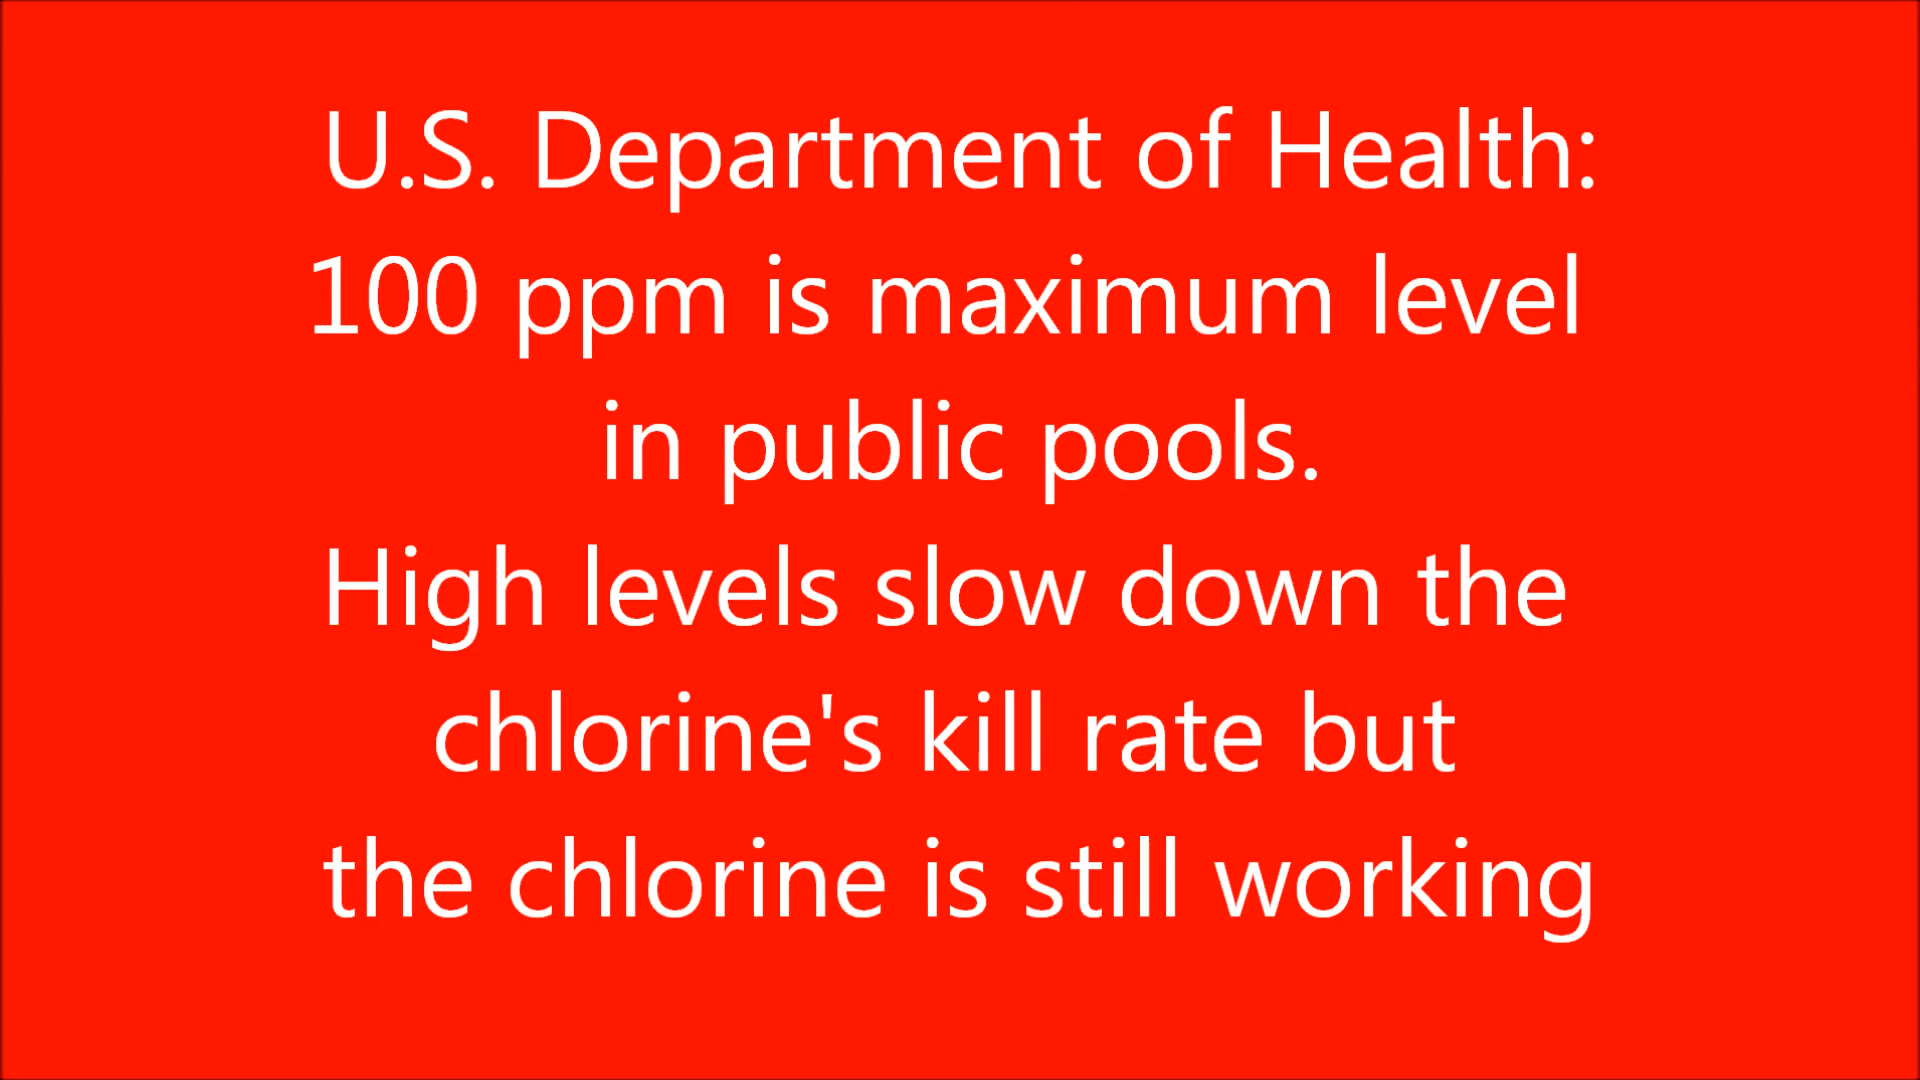 U.S. Department of Health:
100 ppm is maximum level
in public pools.
High levels slow down the
chlorine's kill rate but
the chlorine is still working